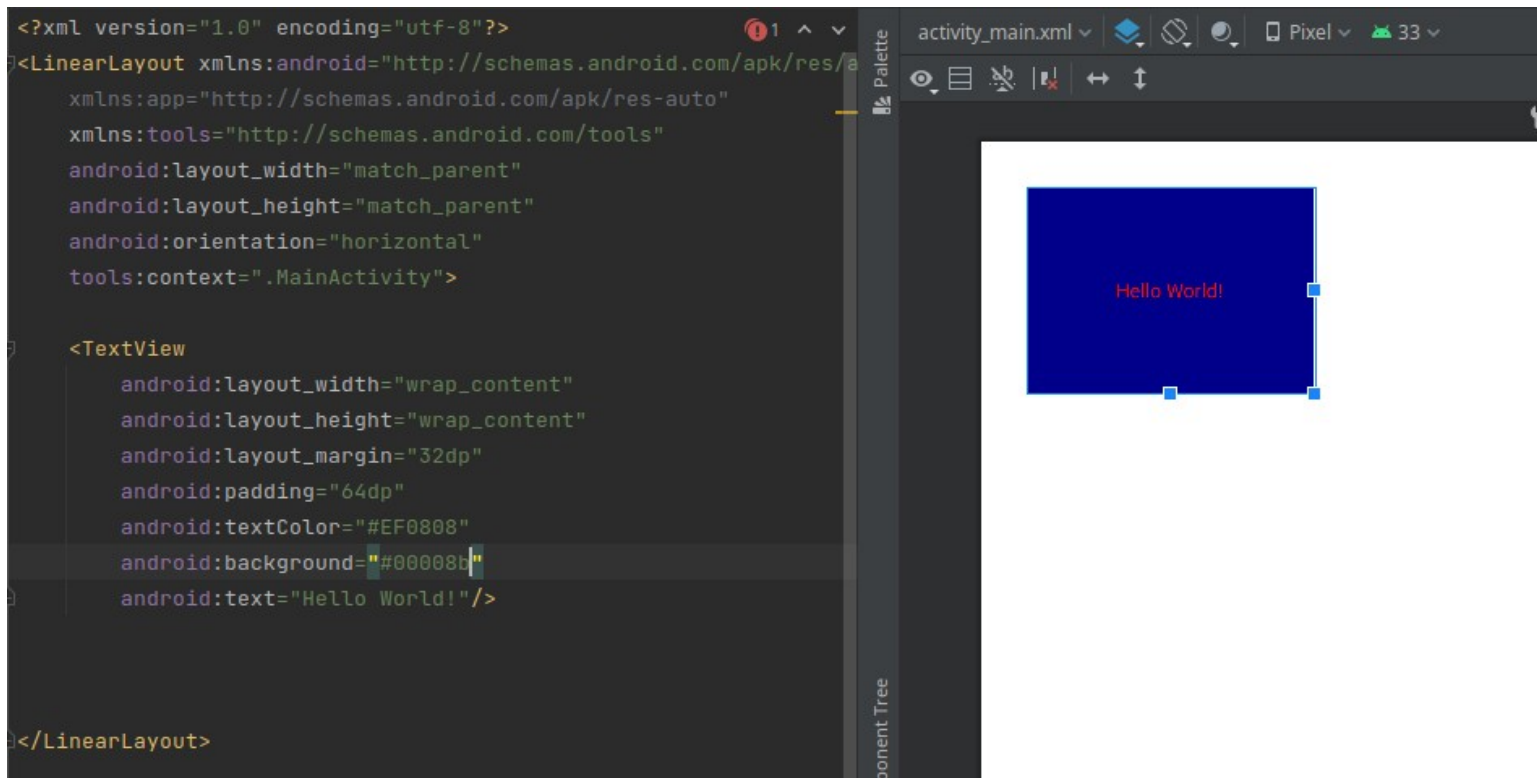 <?xml version="1.0" encoding="utf-8"?>
1
<LinearLayout xmlns:android="http://schemas.android.com/apk/res/a
xmlns:app="http://schemas.android.com/apk/res-auto"
xmlns:tools="http://schemas.android.com/tools"
android:layout_width="match_parent"
android:layout_height="match_parent"
android:orientation="horizontal"
tools:context=".MainActivity">
<TextView
android:layout_width="wrap_content"
android:layout_height="wrap_content"
android:layout_margin="32dp"
android:padding="64dp"
android:textColor="#EF0808"
android:background="#00008b"
android:text="Hello World!"/>
</LinearLayout>
Palette
ponent Tree
activity_main.xml
Pixel
33
Hello World!